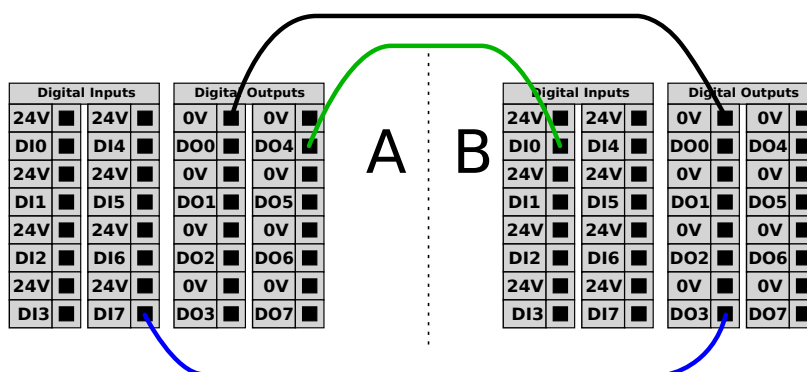 Digital Inputs Digital Outputs A B Digital Inputs Digital Outputs
24V 24V 0V 0V 24V 24V 0V 0V
DI0 DI4 DO0 DO4 DI0 DI4 DO0 DO4
24V 24V 0V 0V 24V 24V 0V 0V
DI1 DI5 DO1 DO5 DI1 DI5 DO1 DO5
24V 24V 0V 0V 24V 24V 0V 0V
DI2 DI6 DO2 DO6 DI2 DI6 DO2 DO6
24V 24V 0V 0V 24V 24V 0V 0V
DI3 DI7 DO3 DO7 DI3 DI7 DO3 DO7